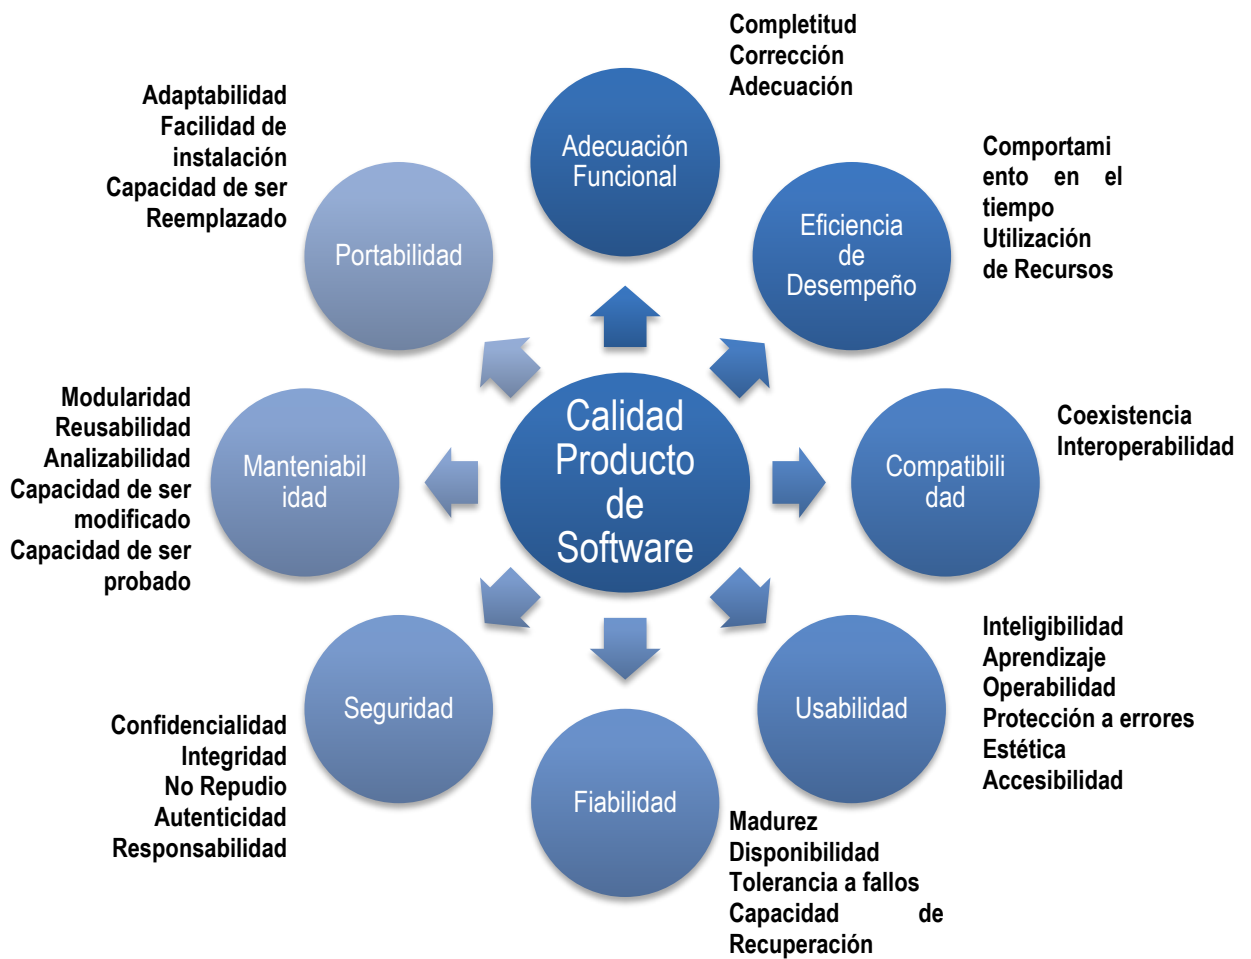 Completitud
Corrección
Adecuación
Adecuación
Funcional
Comportami
ento en el
tiempo
Utilización
de Recursos
Eficiencia
de
Desempeño
Coexistencia
Interoperabilidad
Compatibili
dad
Inteligibilidad
Aprendizaje
Operabilidad
Protección a errores
Estética
Accesibilidad
Usabilidad
Madurez
Disponibilidad
Tolerancia a fallos
Capacidad de
Recuperación
Fiabilidad
Confidencialidad
Integridad
No Repudio
Autenticidad
Responsabilidad
Seguridad
Modularidad
Reusabilidad
Analizabilidad
Capacidad de ser
modificado
Capacidad de ser
probado
Manteniabil
idad
Adaptabilidad
Facilidad de
instalación
Capacidad de ser
Reemplazado
Portabilidad
Calidad
Producto
de
Software